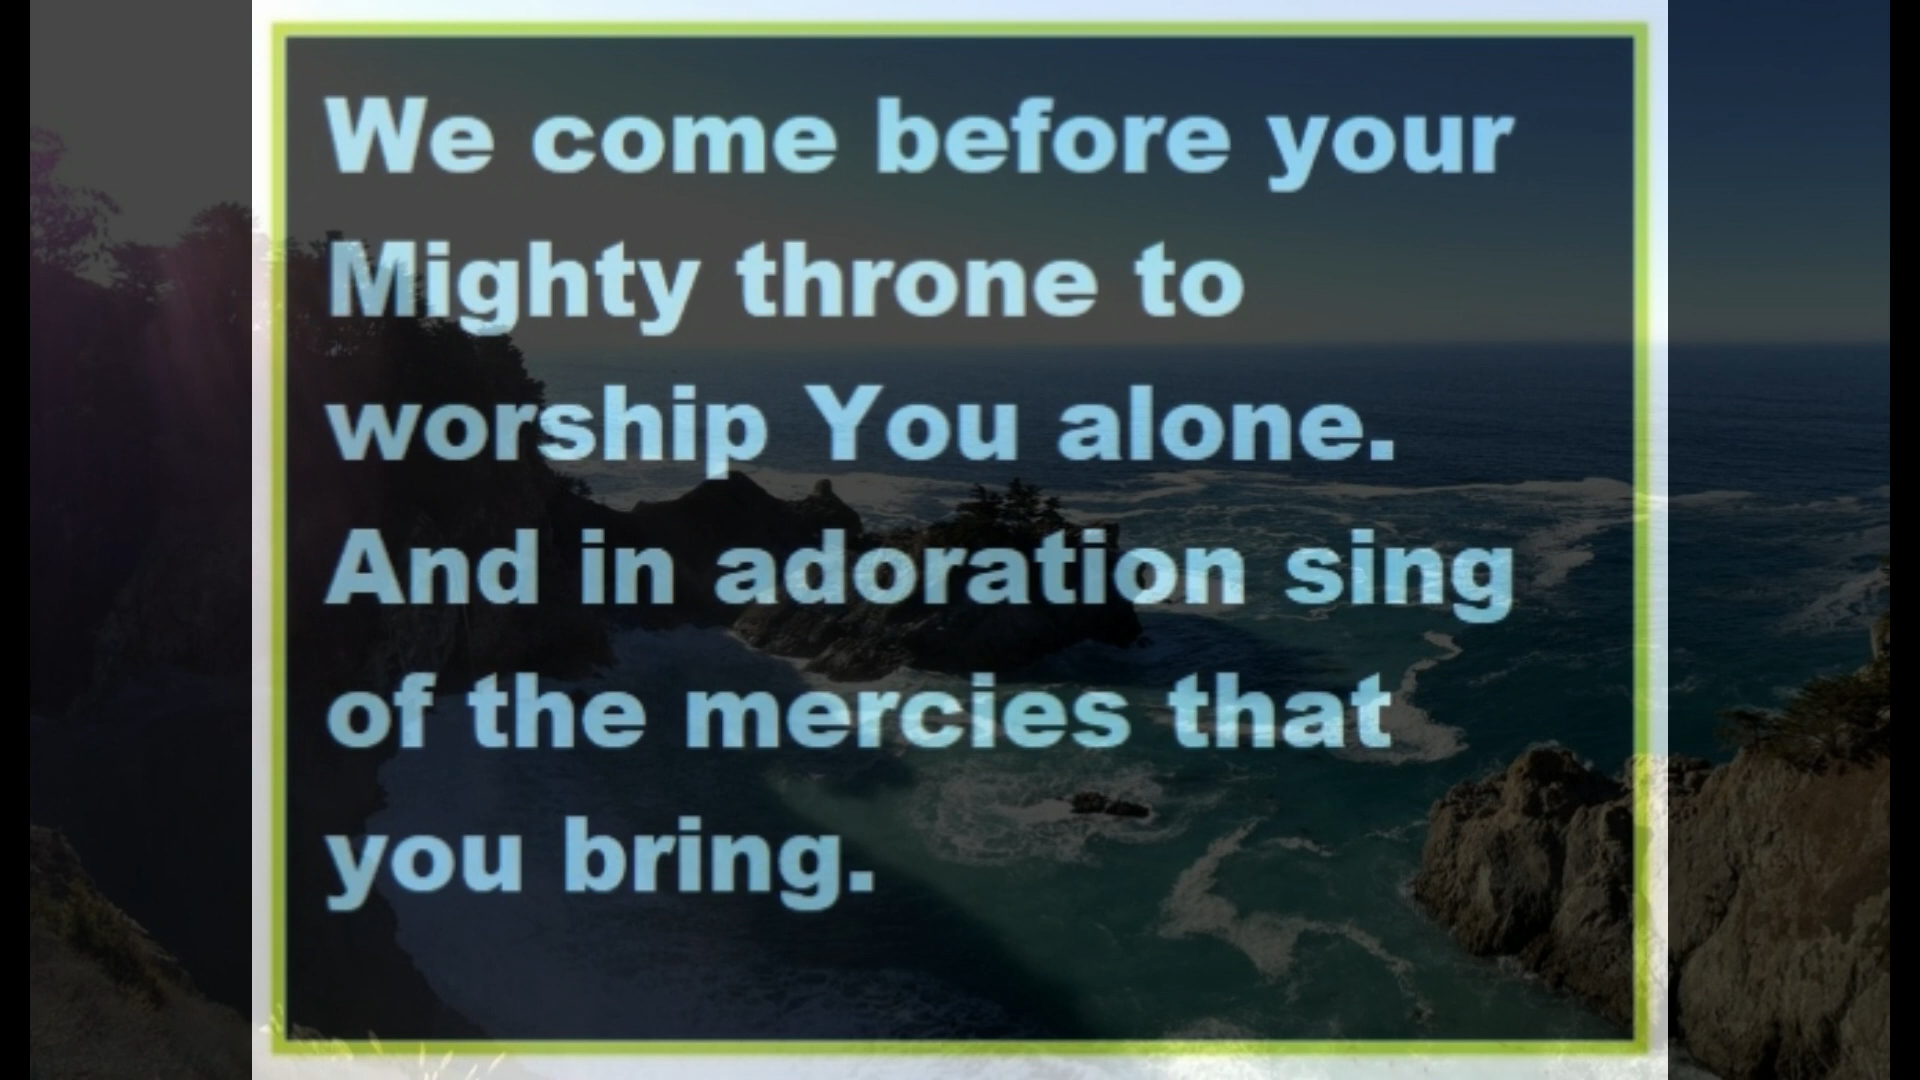 We come before your
Mighty throne to
worship You alone.
And in adoration sing
of the mercies that
you bring.